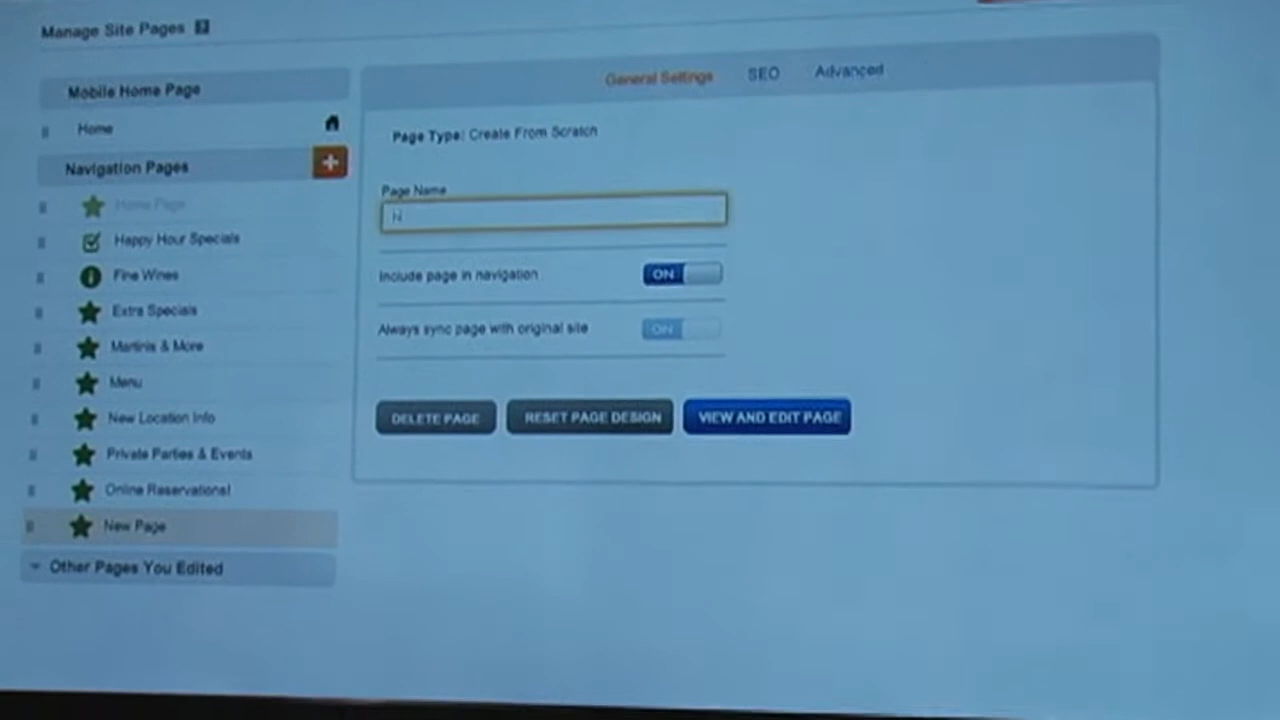 Manage Site Pages ?
Mobile Home Page
Home
Navigation Pages +
Home Page
Happy Hour Specials
Fine Wines
Extra Specials
Martinis & More
Menu
New Location Info
Private Parties & Events
Online Reservations!
New Page
Other Pages You Edited
General Settings SEO Advanced
Page Type: Create From Scratch
Page Name
N
Include page in navigation ON
Always sync page with original site ON
DELETE PAGE RESET PAGE DESIGN VIEW AND EDIT PAGE